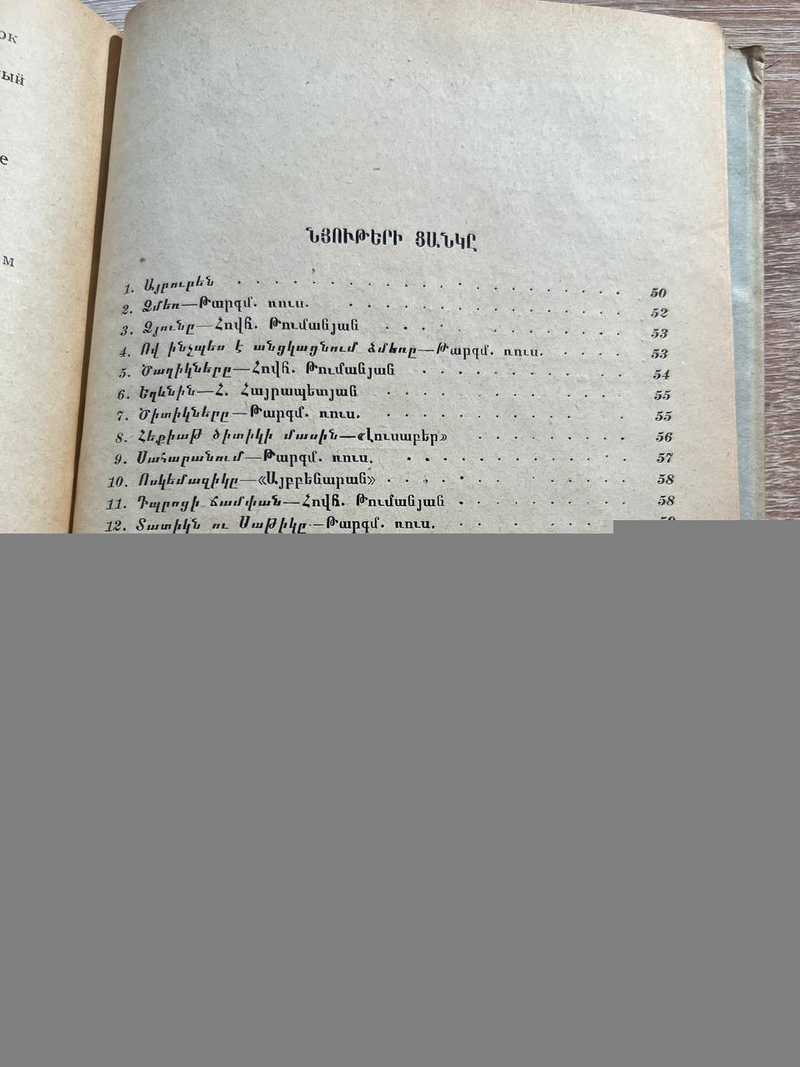 ок
ый
е
м
ՆՅՈՒԹԵՐԻ ՑԱՆԿԸ
1. Այբուբեն . . . . . . . . . . . . . . . . 50
2. Ձմեռ—Թարգմ. ռուս. . . . . . . . . . . . 52
3. Ձյունը—Հովհ. Թումանյան . . . . . . . . . . 53
4. Ով ինչպես է անցկացնում ձմեռը—Թարգմ. ռուս. . . . . 53
5. Ծաղիկները—Հովհ. Թումանյան . . . . . . . . . 54
6. Եղևնին—Հ. Հայրապետյան . . . . . . . . . . 55
7. Ծիտիկները—Թարգմ. ռուս. . . . . . . . . . . 55
8. Հեքիաթ ծիտիկի մասին—«Լուսաբեր» . . . . . . . . 56
9. Սահարանում—Թարգմ. ռուս. . . . . . . . . . . 57
10. Ոսկեմազիկը—«Այբբենարան» . . . . . . . . . . 58
11. Դպրոցի ճամփան—Հովհ. Թումանյան . . . . . . . . 58
12. Տատիկն ու Սաթիկը—Թարգմ. ռուս. . . . . . . .